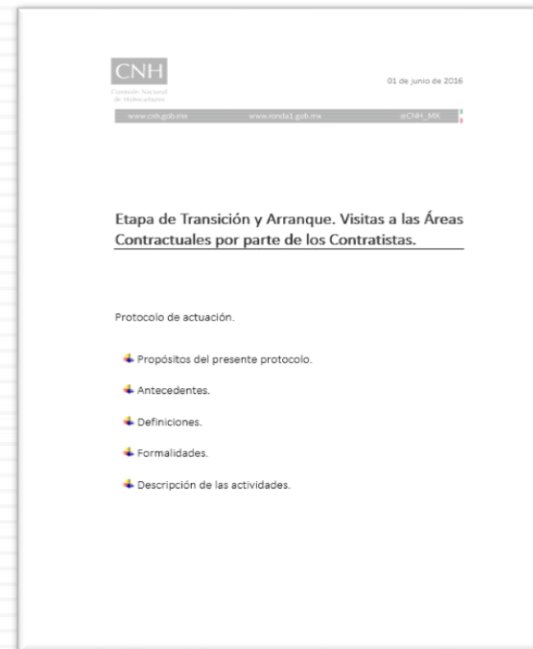 CNH
Comisión Nacional
de Hidrocarburos
01 de junio de 2016
www.cnh.gob.mx www.ronda1.gob.mx @CNH_MX
Etapa de Transición y Arranque. Visitas a las Áreas
Contractuales por parte de los Contratistas.
Protocolo de actuación.
Propósitos del presente protocolo.
Antecedentes.
Definiciones.
Formalidades.
Descripción de las actividades.